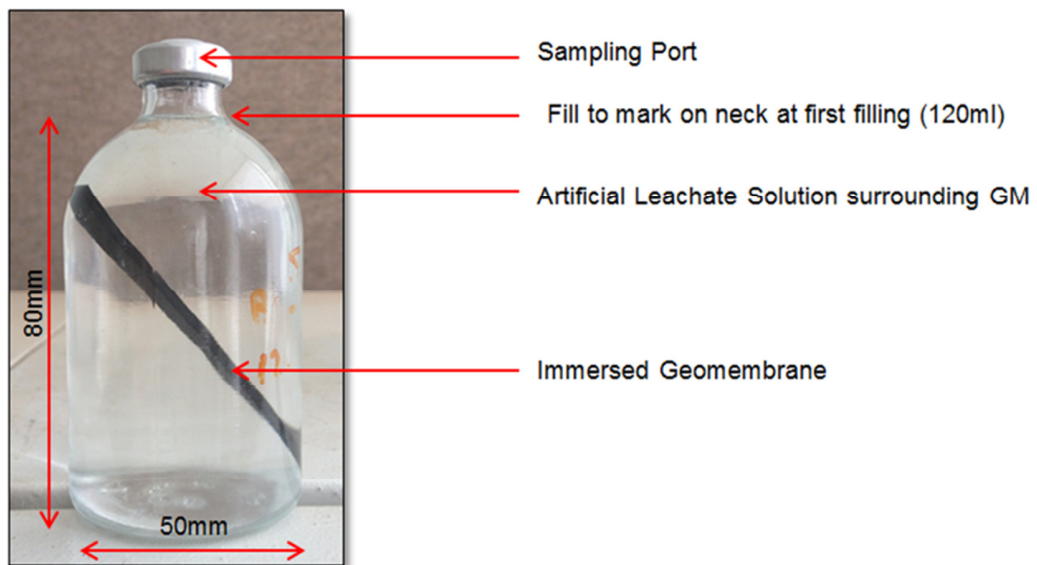 Sampling Port
Fill to mark on neck at first filling (120ml)
Artificial Leachate Solution surrounding GM
80mm
Immersed Geomembrane
50mm